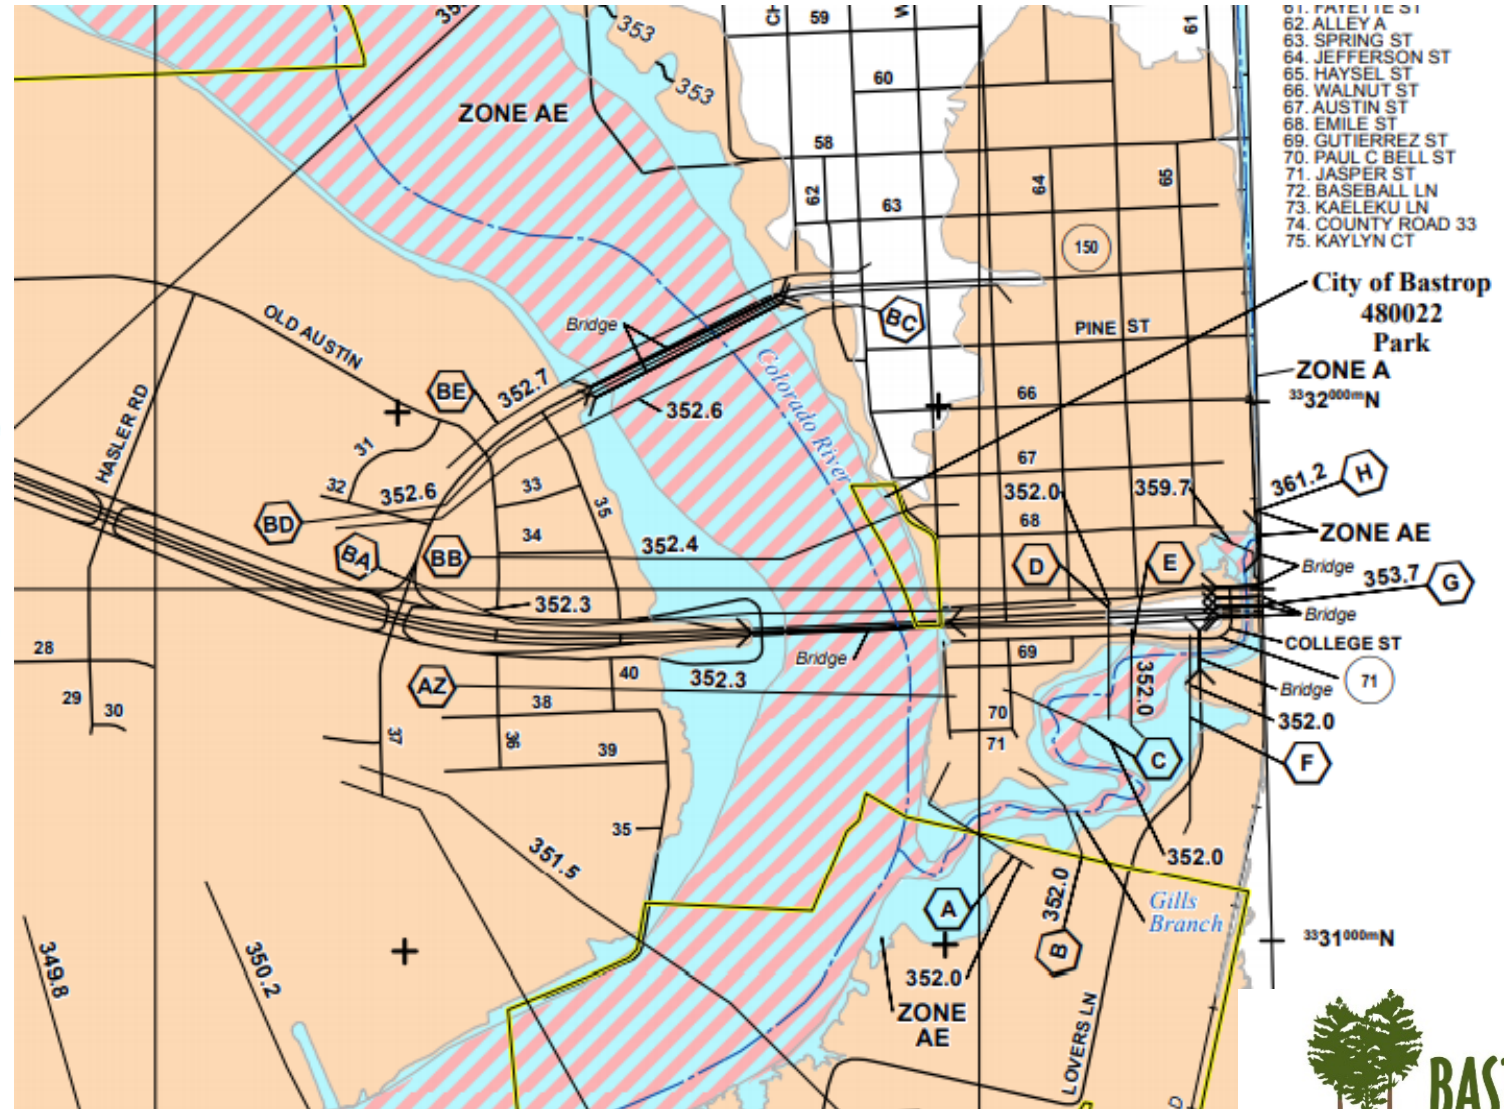 61. FAYETTE ST
62. ALLEY A
63. SPRING ST
64. JEFFERSON ST
65. HAYSEL ST
66. WALNUT ST
67. AUSTIN ST
68. EMILE ST
69. GUTIERREZ ST
70. PAUL C BELL ST
71. JASPER ST
72. BASEBALL LN
73. KAELEKU LN
74. COUNTY ROAD 33
75. KAYLYN CT
City of Bastrop
480022
Park
ZONE A
3332000mN
361.2
H
ZONE AE
Bridge
353.7
G
Bridge
COLLEGE ST
71
Bridge
352.0
F
3331000mN
BAS
353
353
ZONE AE
59
61
60
58
62
63
64
65
150
BC
PINE ST
Bridge
Colorado River
OLD AUSTIN
HASLER RD
BE
352.7
352.6
66
67
31
32
352.6
33
35
BD
34
BA
BB
352.4
352.0
359.7
68
D
E
352.3
28
29
30
AZ
40
352.3
Bridge
69
352.0
38
70
71
37
36
39
C
35
351.5
352.0
A
352.0
B
Gills
Branch
349.8
350.2
352.0
ZONE
AE
LOVERS LN
D